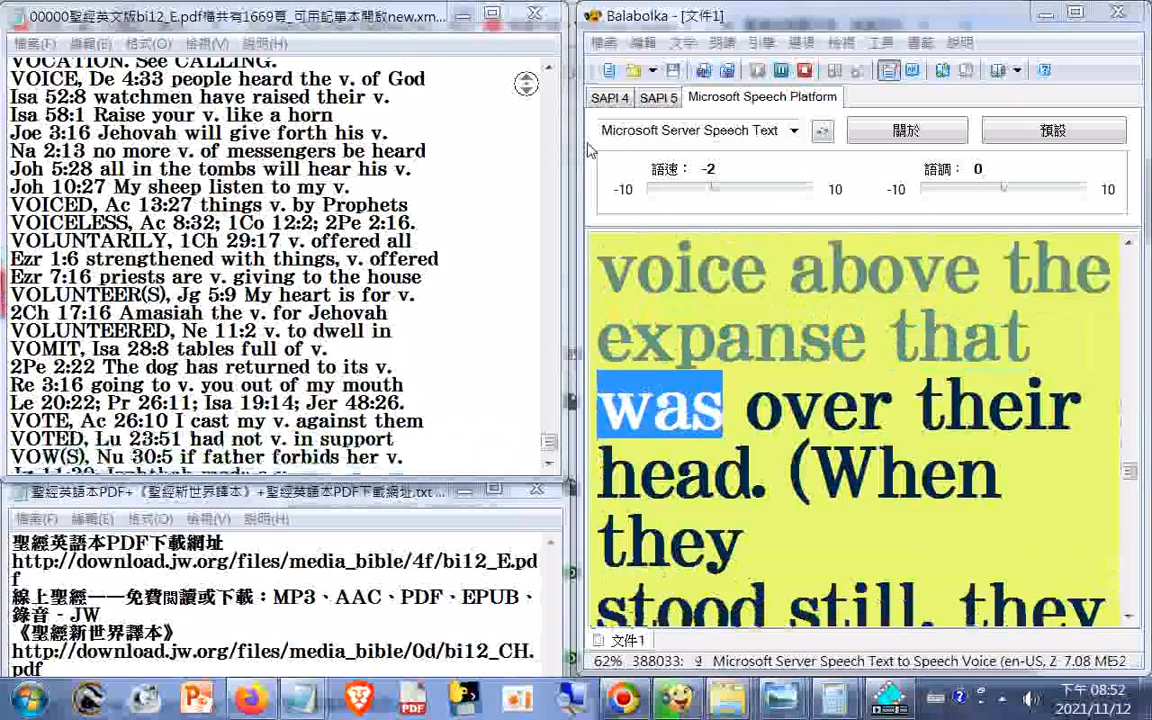 00000聖經英文版bi12_E.pdf檔共有1669頁_可用記事本開啟new.xm...
檔案(F) 編輯(E) 格式(O) 檢視(V) 說明(H)
VOCATION. See CALLING.
VOICE, De 4:33 people heard the v. of God
Isa 52:8 watchmen have raised their v.
Isa 58:1 Raise your v. like a horn
Joe 3:16 Jehovah will give forth his v.
Na 2:13 no more v. of messengers be heard
Joh 5:28 all in the tombs will hear his v.
Joh 10:27 My sheep listen to my v.
VOICED, Ac 13:27 things v. by Prophets
VOICELESS, Ac 8:32; 1Co 12:2; 2Pe 2:16.
VOLUNTARILY, 1Ch 29:17 v. offered all
Ezr 1:6 strengthened with things, v. offered
Ezr 7:16 priests are v. giving to the house
VOLUNTEER(S), Jg 5:9 My heart is for v.
2Ch 17:16 Amasiah the v. for Jehovah
VOLUNTEERED, Ne 11:2 v. to dwell in
VOMIT, Isa 28:8 tables full of v.
2Pe 2:22 The dog has returned to its v.
Re 3:16 going to v. you out of my mouth
Le 20:22; Pr 26:11; Isa 19:14; Jer 48:26.
VOTE, Ac 26:10 I cast my v. against them
VOTED, Lu 23:51 had not v. in support
VOW(S), Nu 30:5 if father forbids her v.
聖經英語本PDF+《聖經新世界譯本》+聖經英語本PDF下載網址.txt ...
檔案(F) 編輯(E) 格式(O) 檢視(V) 說明(H)
聖經英語本PDF下載網址
http://download.jw.org/files/media_bible/4f/bi12_E.pd
f
線上聖經——免費閱讀或下載：MP3、AAC、PDF、EPUB、
錄音 - JW
《聖經新世界譯本》
http://download.jw.org/files/media_bible/0d/bi12_CH.
pdf
Balabolka - [文件1]
檔案 編輯 文字 朗讀 引擎 選項 檢視 工具 書籤 說明
SAPI 4 SAPI 5 Microsoft Speech Platform
Microsoft Server Speech Text 關於 預設
語速： -2 語調： 0
-10 10 -10 10
voice above the
expanse that
was over their
head. (When
they
stood still, they
文件1
62% 388033: 9 Microsoft Server Speech Text to Speech Voice (en-US, Z 7.08 MB
下午 08:52
2021/11/12